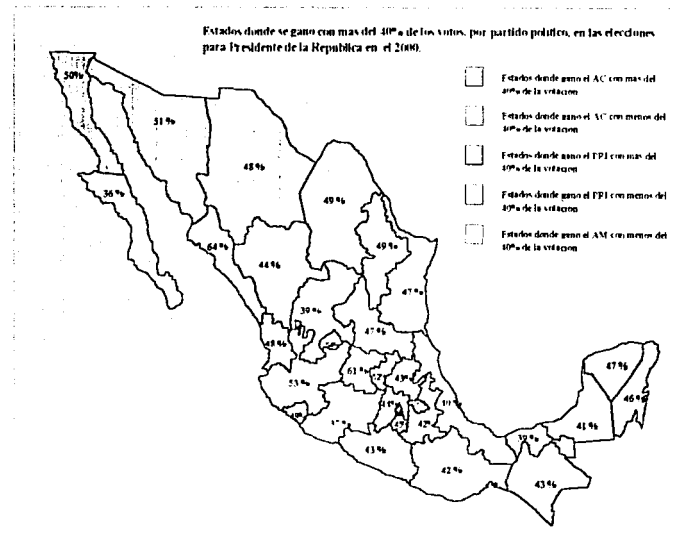 Estados donde se gano con mas del 40% de los votos, por partido politico, en las elecciones
para Presidente de la Republica en el 2000.
Estados donde gano el AC con mas del
40% de la votacion
Estados donde gano el AC con menos del
40% de la votacion
Estados donde gano el PRI con mas del
40% de la votacion
Estados donde gano el PRI con menos del
40% de la votacion
Estados donde gano el AM con menos del
40% de la votacion
50%
51 %
48 %
36 %
49 %
64 %
49 %
44 %
47 %
39 %
47 %
48 %
61 %
43%
53 %
47 %
46 %
42%
41 %
43 %
42 %
43 %